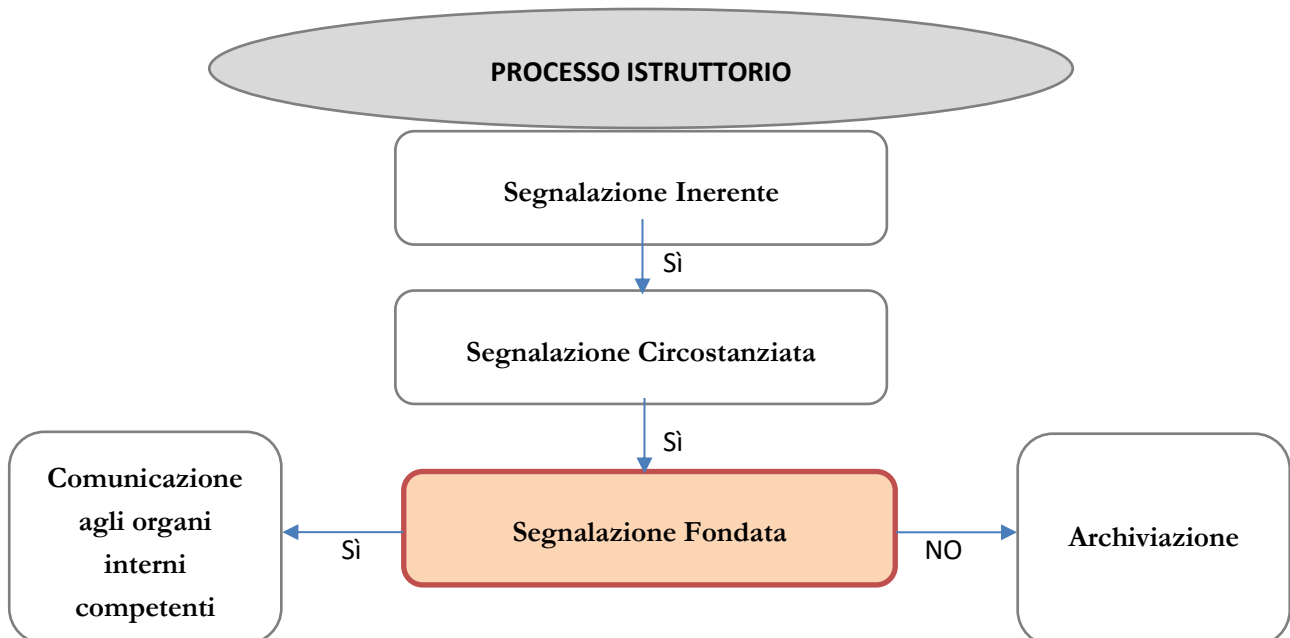 PROCESSO ISTRUTTORIO
Segnalazione Inerente
Sì
Segnalazione Circostanziata
Sì
Comunicazione
agli organi
interni
competenti
Sì
Segnalazione Fondata
NO
Archiviazione